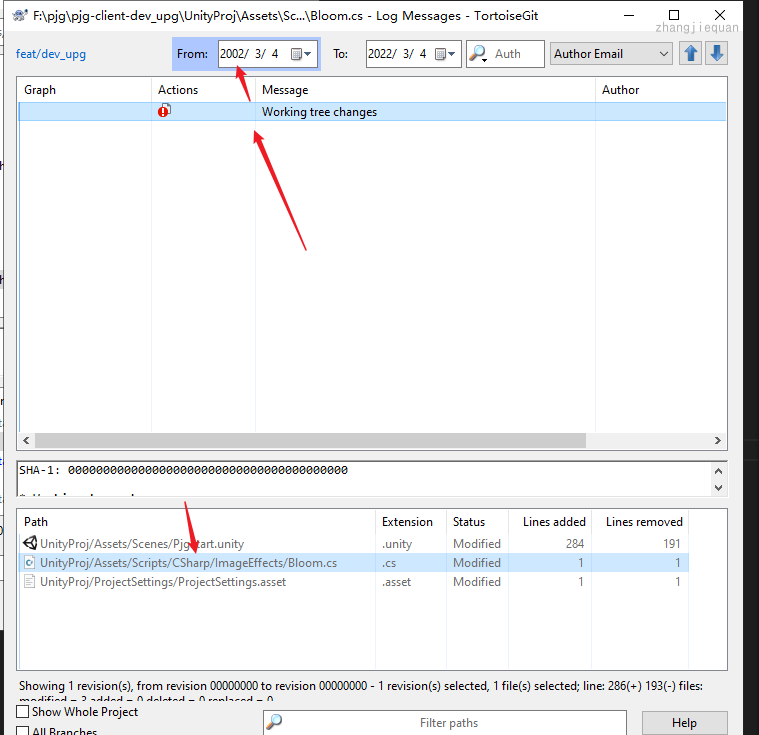 F:\pjg\pjg-client-dev_upg\UnityProj\Assets\Sc...\Bloom.cs - Log Messages - TortoiseGit
zhangjiequan
feat/dev_upg From: 2002/ 3/ 4 To: 2022/ 3/ 4 Auth Author Email
Graph Actions Message Author
Working tree changes
SHA-1: 0000000000000000000000000000000000000000
Path Extension Status Lines added Lines removed
UnityProj/Assets/Scenes/PjgStart.unity .unity Modified 284 191
UnityProj/Assets/Scripts/CSharp/ImageEffects/Bloom.cs .cs Modified 1 1
UnityProj/ProjectSettings/ProjectSettings.asset .asset Modified 1 1
Showing 1 revision(s), from revision 00000000 to revision 00000000 - 1 revision(s) selected, 1 file(s) selected; line: 286(+) 193(-) files:
modified = 3 added = 0 deleted = 0 replaced = 0
Show Whole Project
All Branches
Filter paths
Help